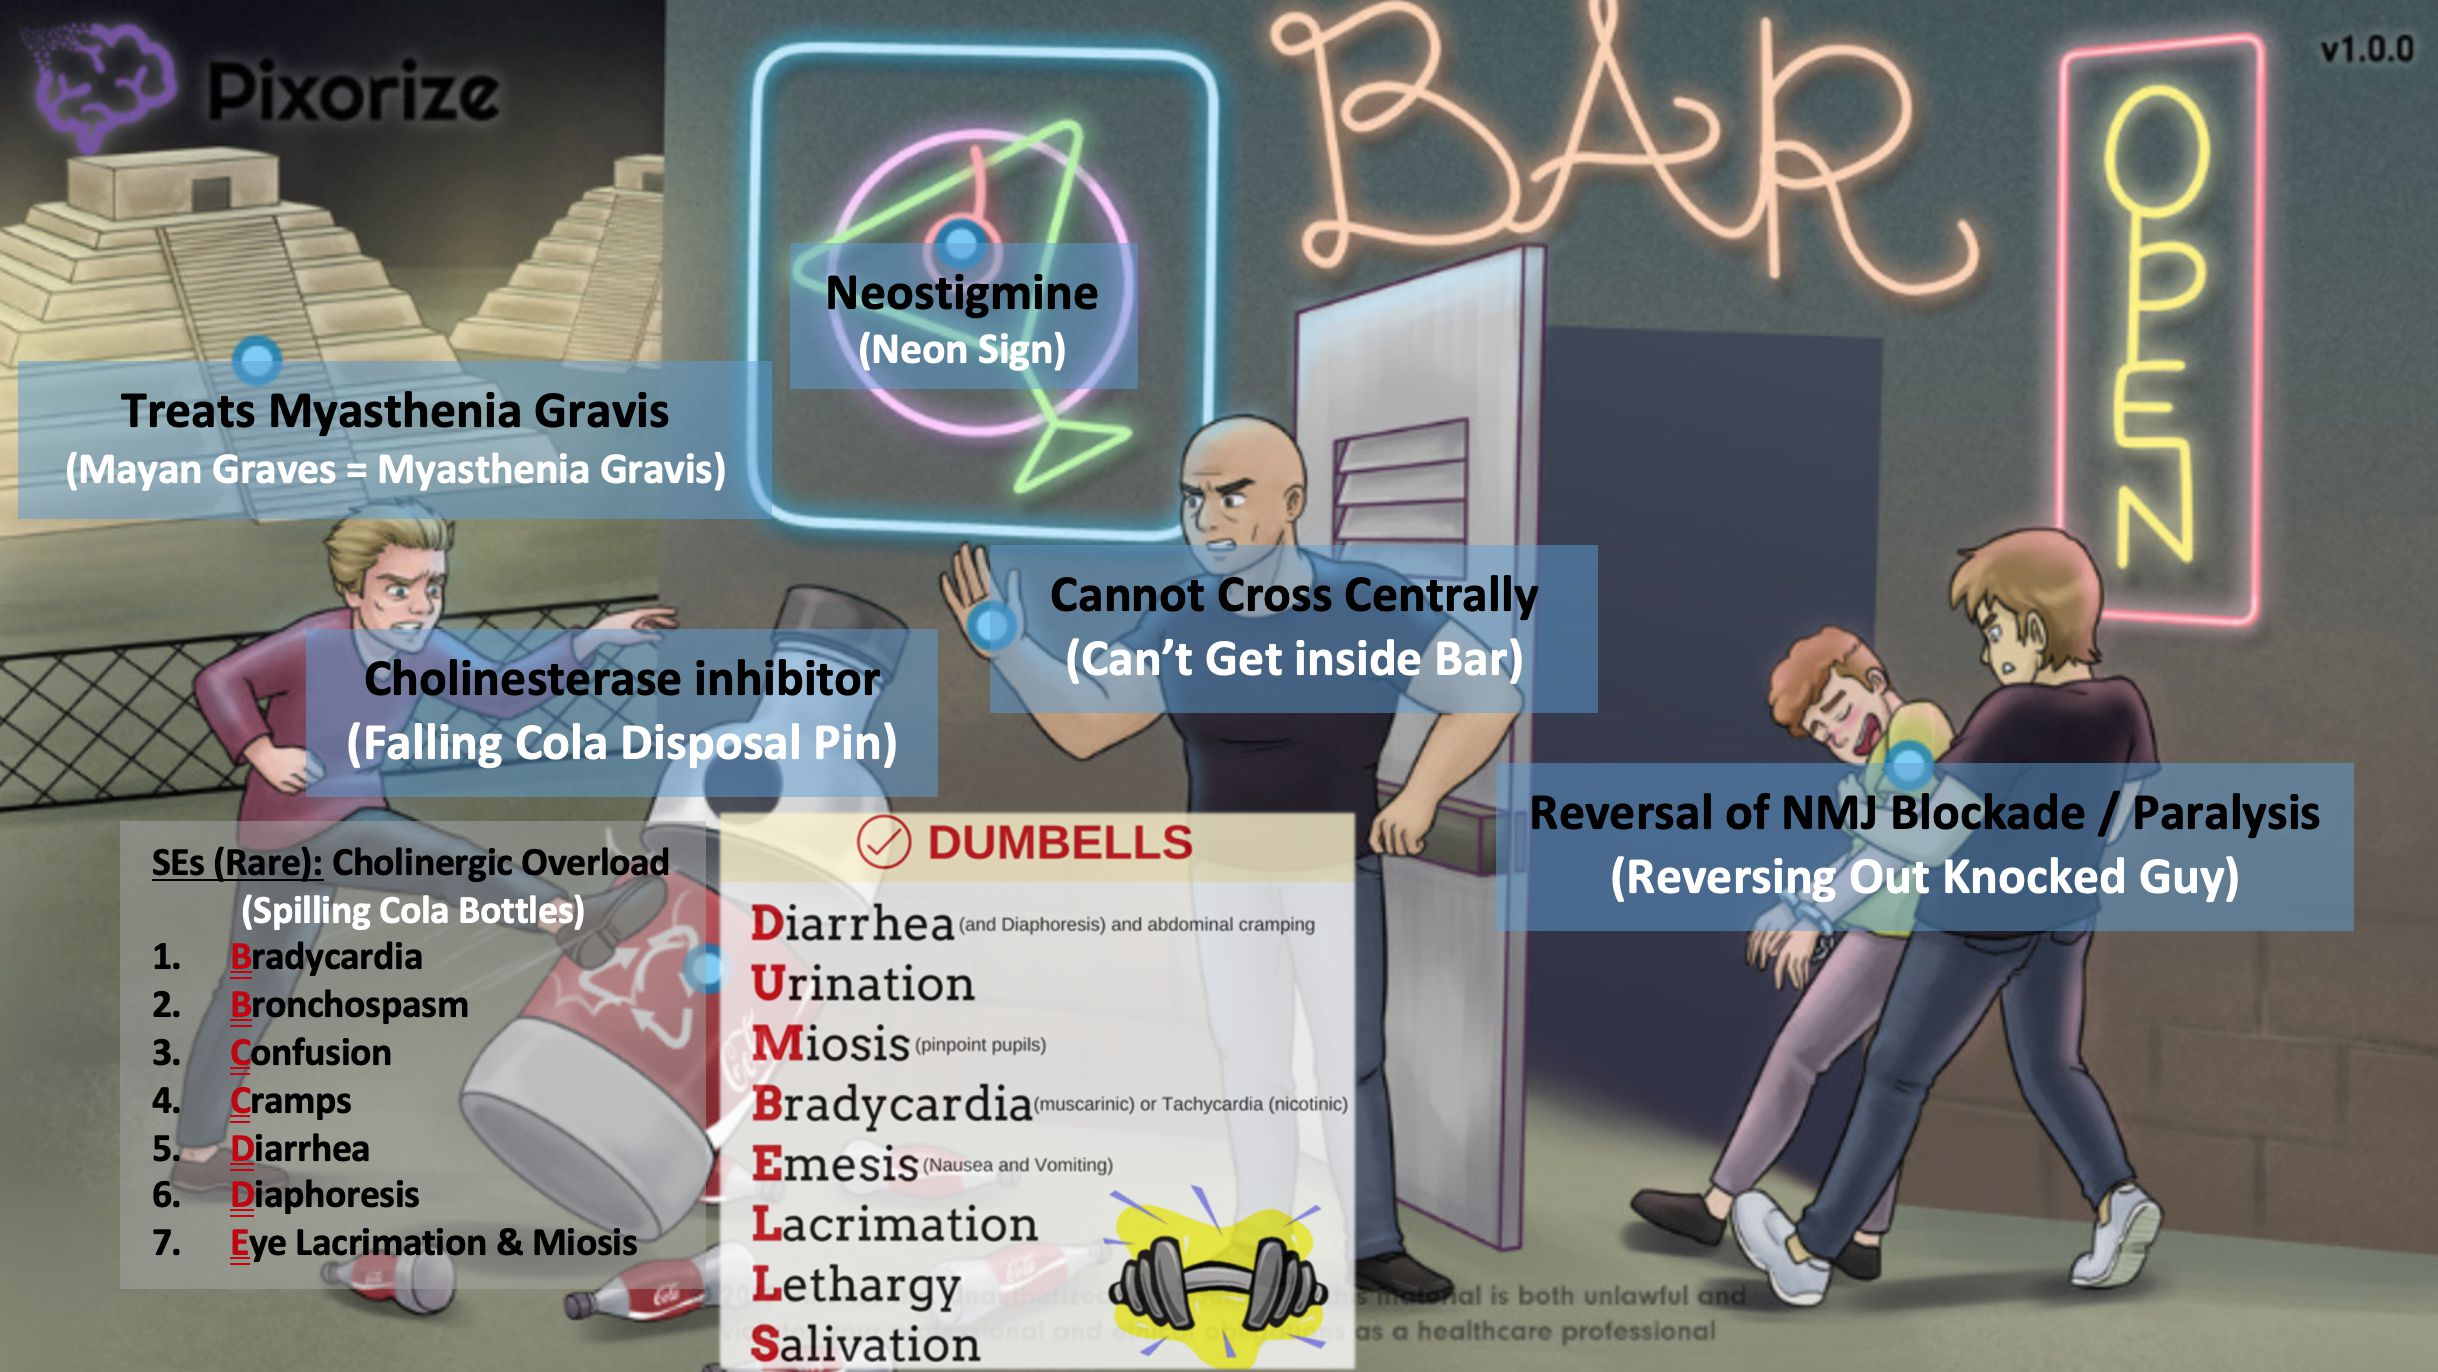 Pixorize
BAR
OPEN
v1.0.0
Neostigmine
(Neon Sign)
Treats Myasthenia Gravis
(Mayan Graves = Myasthenia Gravis)
Cannot Cross Centrally
(Can't Get inside Bar)
Cholinesterase inhibitor
(Falling Cola Disposal Pin)
Reversal of NMJ Blockade / Paralysis
(Reversing Out Knocked Guy)
SEs (Rare): Cholinergic Overload
(Spilling Cola Bottles)
1. Bradycardia
2. Bronchospasm
3. Confusion
4. Cramps
5. Diarrhea
6. Diaphoresis
7. Eye Lacrimation & Miosis
DUMBELLS
Diarrhea (and Diaphoresis) and abdominal cramping
Urination
Miosis (pinpoint pupils)
Bradycardia (muscarinic) or Tachycardia (nicotinic)
Emesis (Nausea and Vomiting)
Lacrimation
Lethargy
Salivation
material is both unlawful and
as a healthcare professional